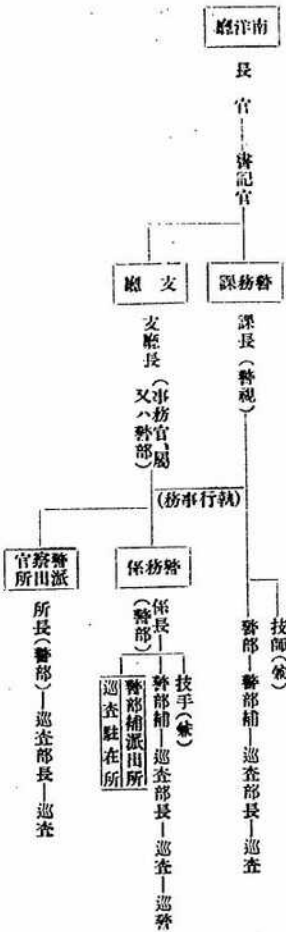 南洋廳
長官―書記官
警務課
課長(警視)
技師(兼)
警部―警部補―巡査部長―巡査
(執行事務)
支廳
支廳長(事務官、屬又ハ警部)
警務係
係長(警部)
技手(兼)
警部補―巡査部長―巡査―巡警
警部補派出所
巡査駐在所
警察官派出所
所長(警部)―巡査部長―巡査